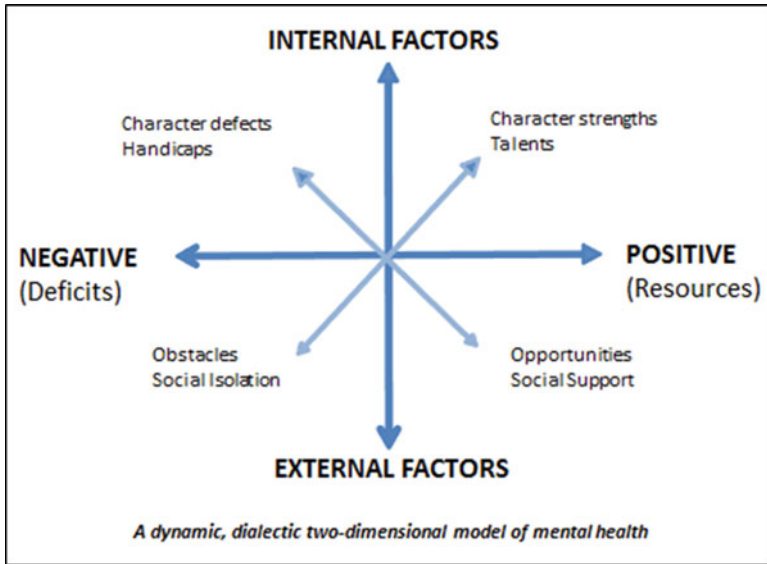 INTERNAL FACTORS
Character defects
Handicaps
Character strengths
Talents
NEGATIVE
(Deficits)
POSITIVE
(Resources)
Obstacles
Social Isolation
Opportunities
Social Support
EXTERNAL FACTORS
A dynamic, dialectic two-dimensional model of mental health